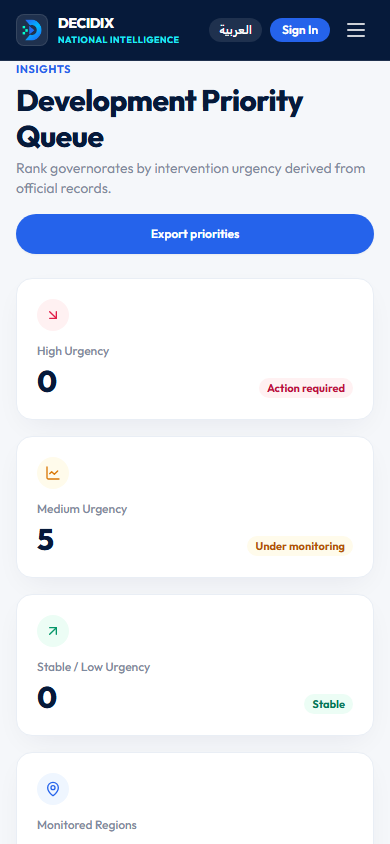 DECIDIX
NATIONAL INTELLIGENCE
العربية
Sign In
INSIGHTS
Development Priority
Queue
Rank governorates by intervention urgency derived from
official records.
Export priorities
High Urgency
0
Action required
Medium Urgency
5
Under monitoring
Stable / Low Urgency
0
Stable
Monitored Regions